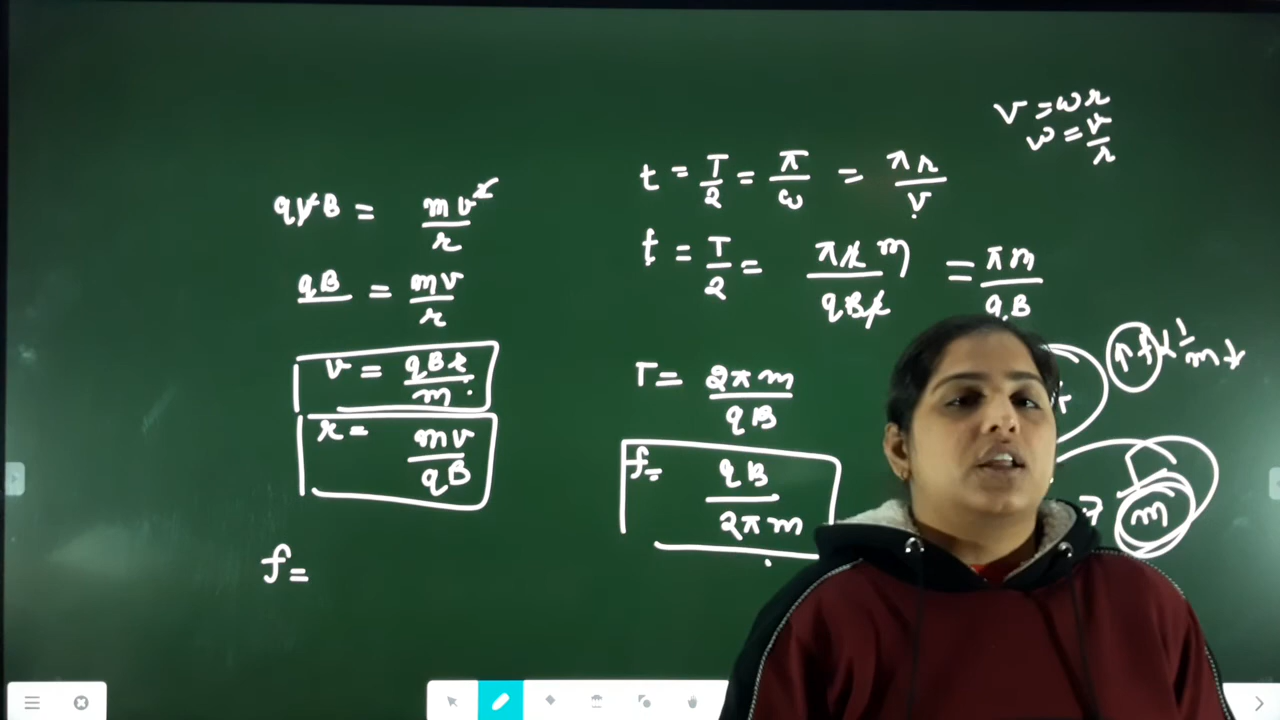 qvB = mv²/r
qB = mv/r
v = qBr/m
r = mv/qB
f =
v = ωr
ω = v/r
t = T/2 = π/ω = πr/v
t = T/2 = πrm/qBr = πm/qB
T = 2πm/qB
f = qB/2πm
↑f ∝ 1/m ↓
m